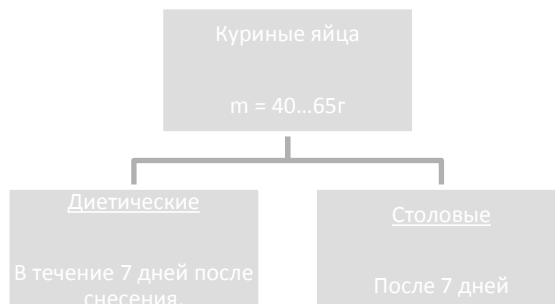 Куриные яйца
m = 40...65г
Диетические
В течение 7 дней после
снесения.
Столовые
После 7 дней